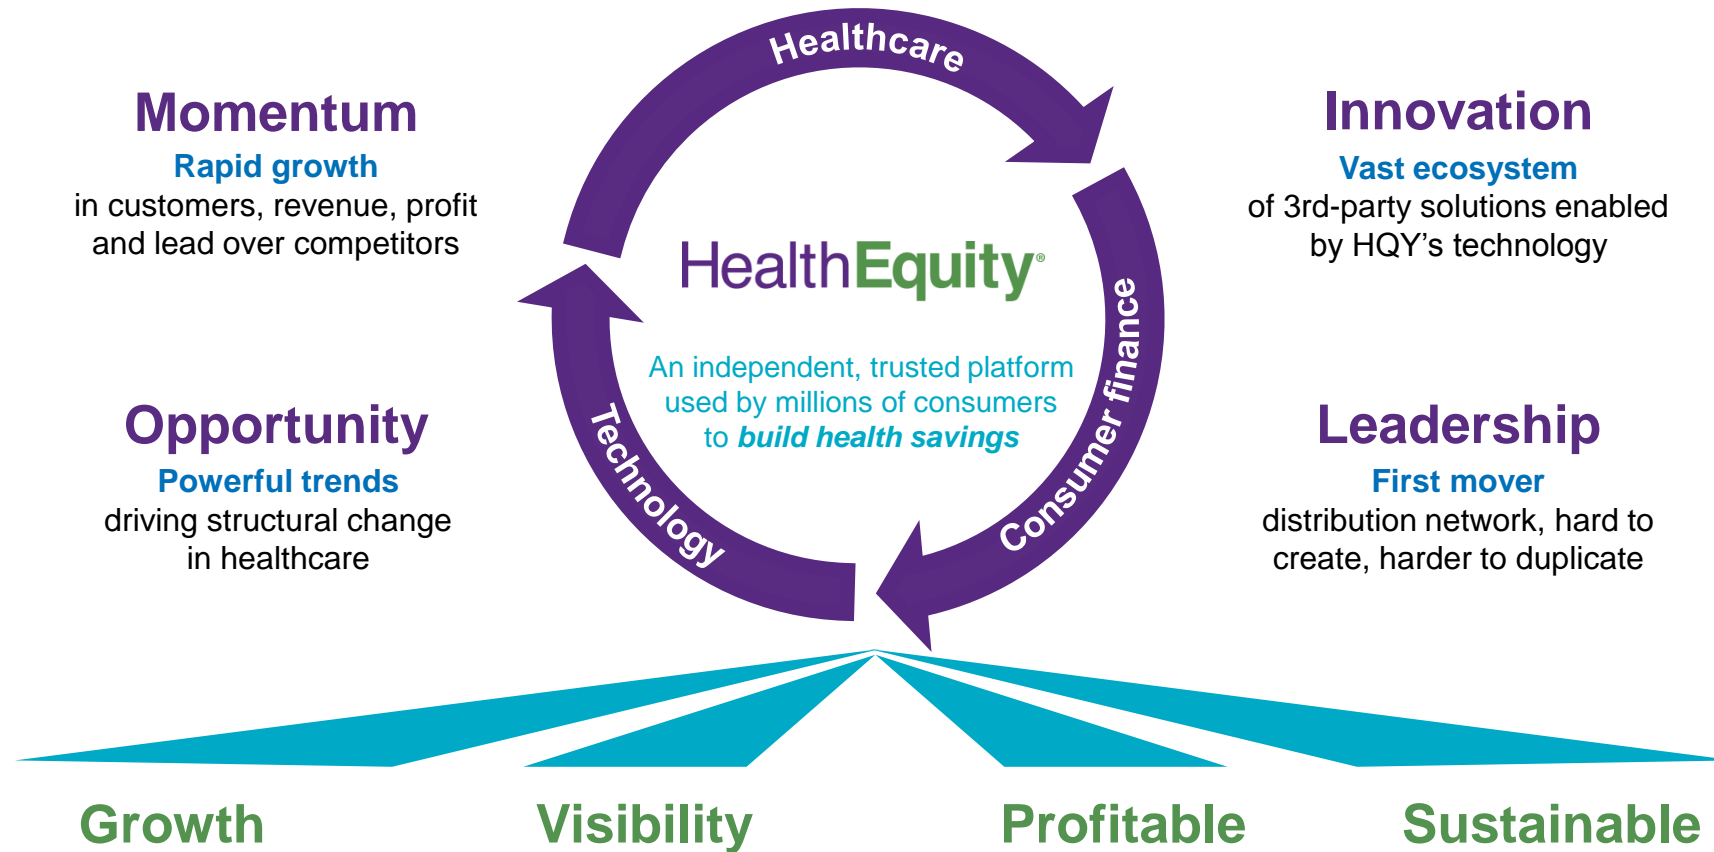 Healthcare
Momentum
Rapid growth
in customers, revenue, profit
and lead over competitors
Innovation
Vast ecosystem
of 3rd-party solutions enabled
by HQY's technology
HealthEquity®
An independent, trusted platform
used by millions of consumers
to build health savings
Consumer finance
Technology
Opportunity
Powerful trends
driving structural change
in healthcare
Leadership
First mover
distribution network, hard to
create, harder to duplicate
Growth
Visibility
Profitable
Sustainable